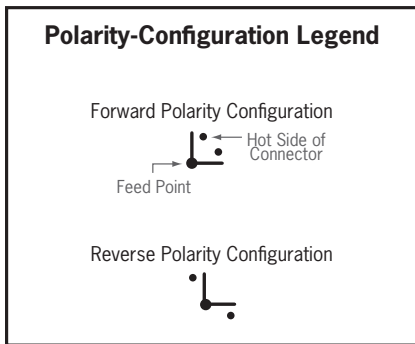 Polarity-Configuration Legend
Forward Polarity Configuration
Hot Side of
Connector
Feed Point
Reverse Polarity Configuration